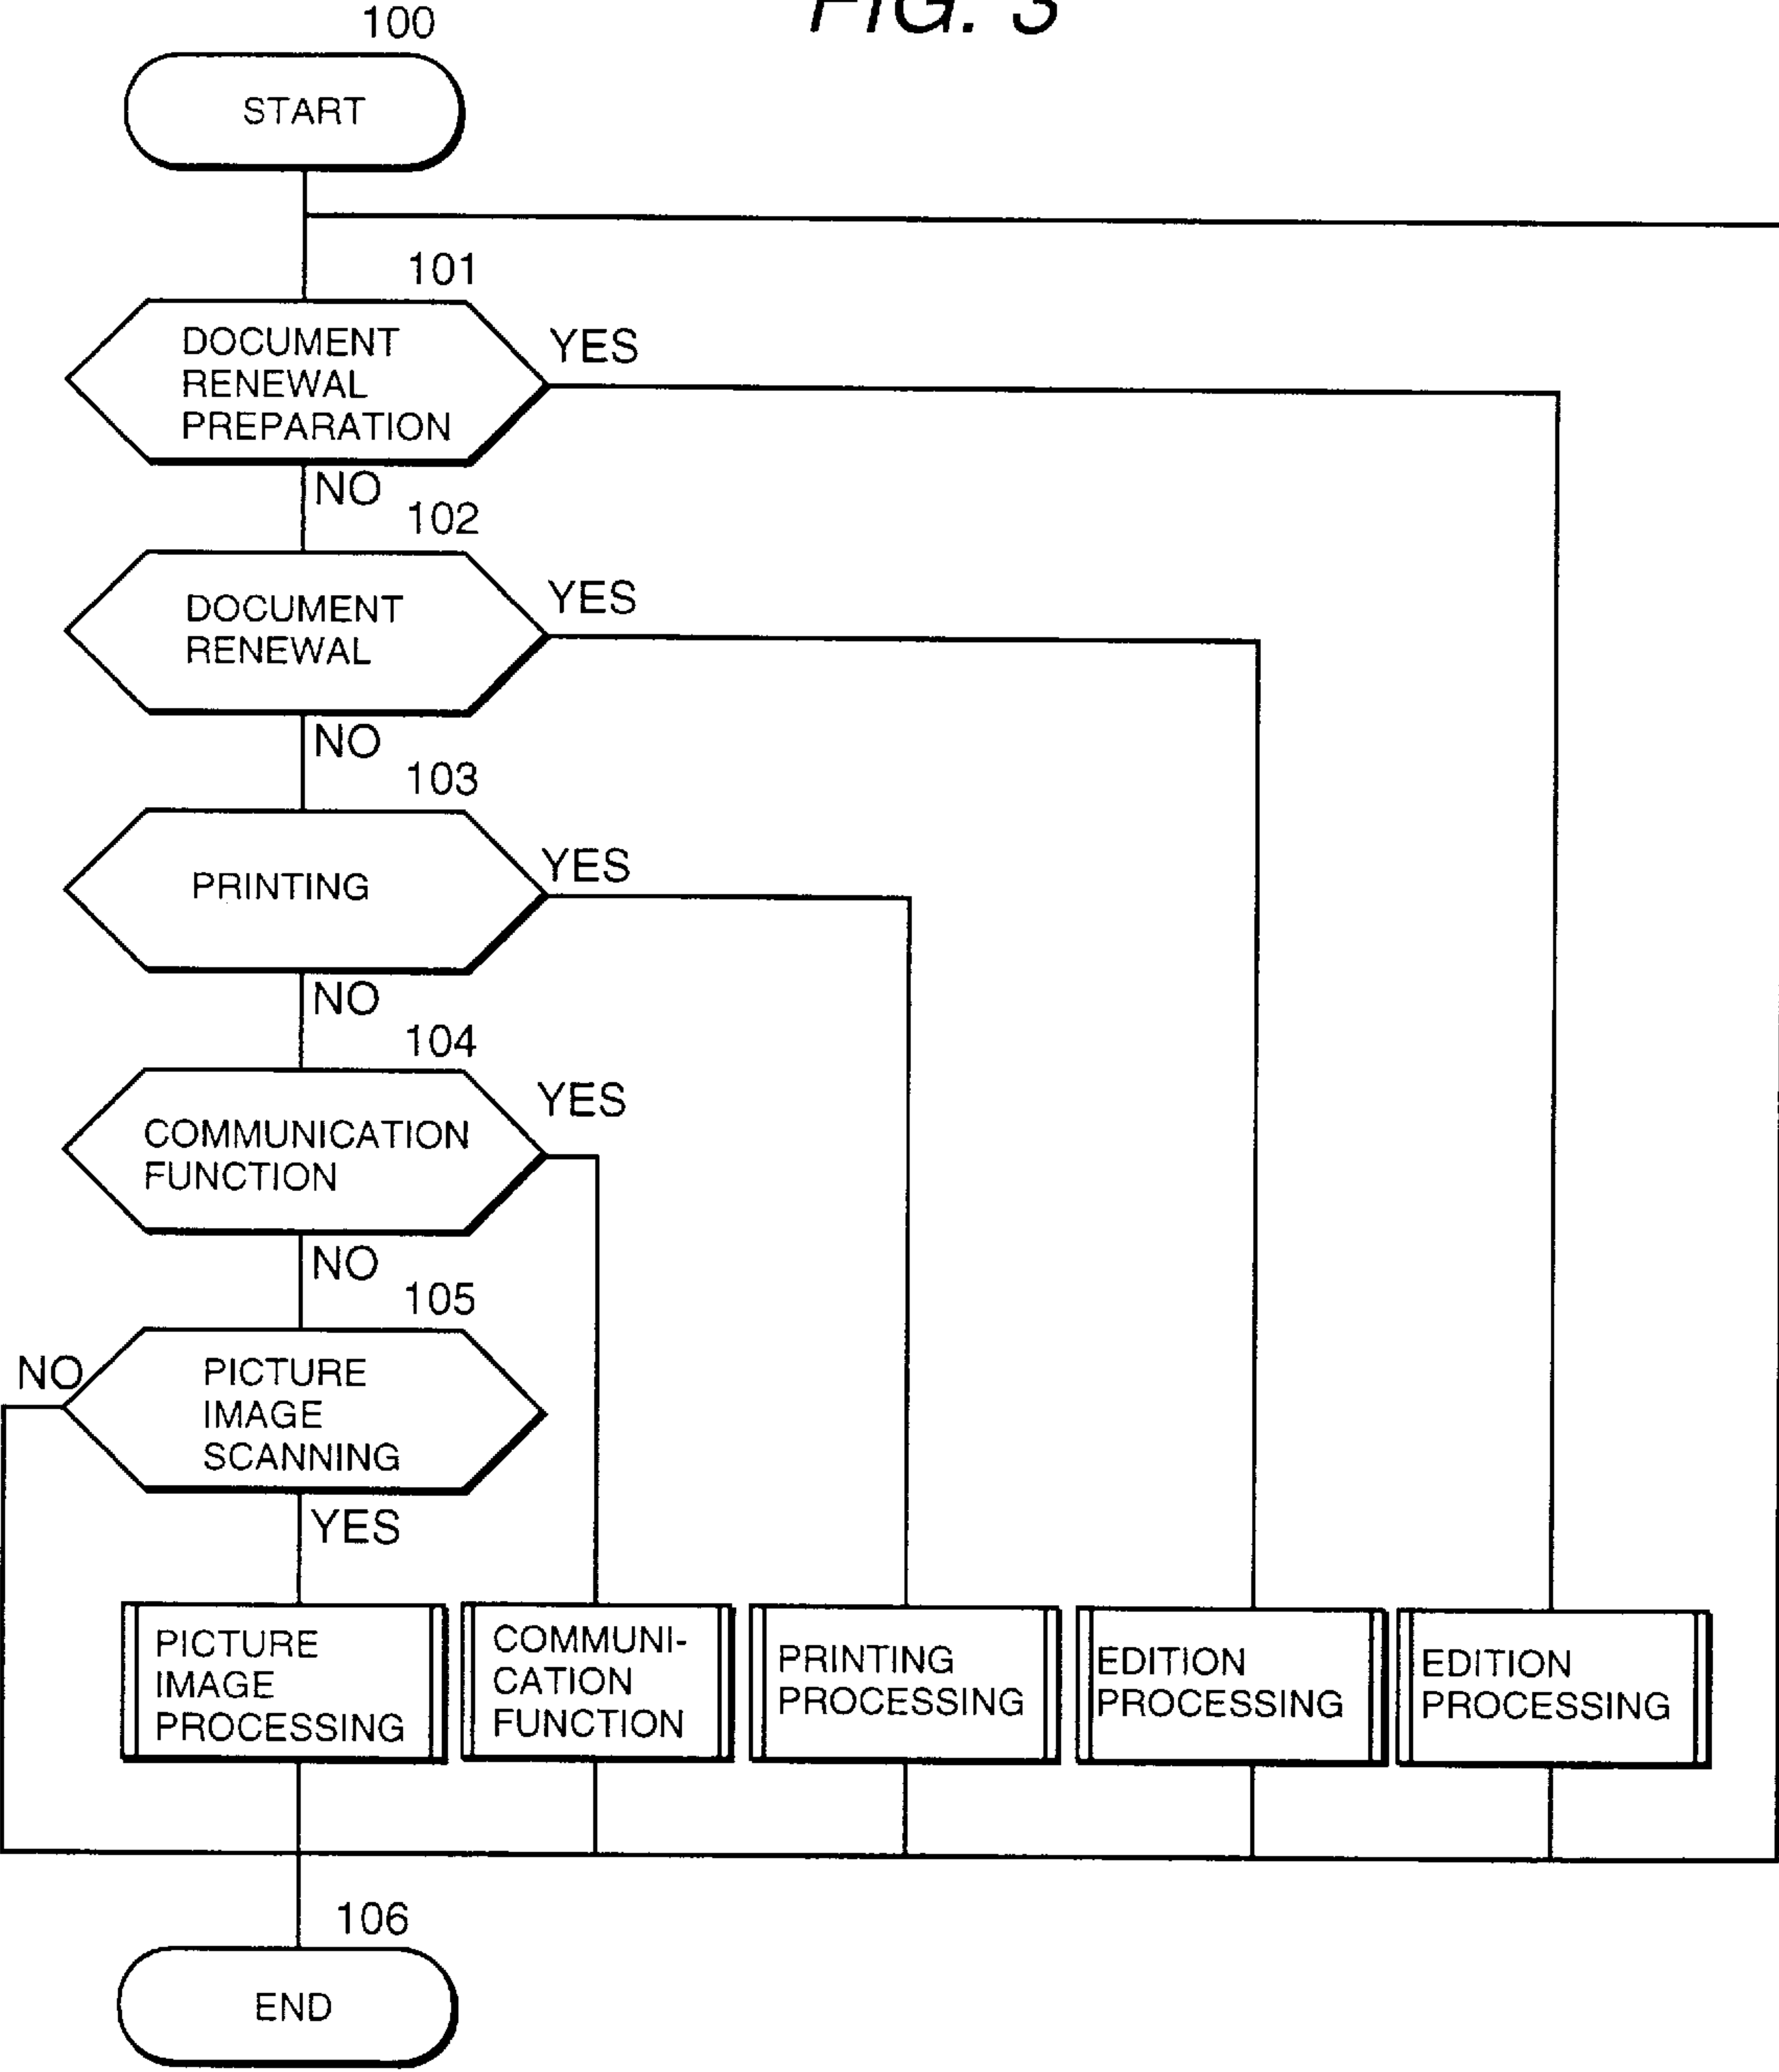 FIG. 3
100
START
101
DOCUMENT
RENEWAL
PREPARATION
YES
NO
102
DOCUMENT
RENEWAL
YES
NO
103
PRINTING
YES
NO
104
COMMUNICATION
FUNCTION
YES
NO
105
NO
PICTURE
IMAGE
SCANNING
YES
PICTURE
IMAGE
PROCESSING
COMMUNI-
CATION
FUNCTION
PRINTING
PROCESSING
EDITION
PROCESSING
EDITION
PROCESSING
106
END